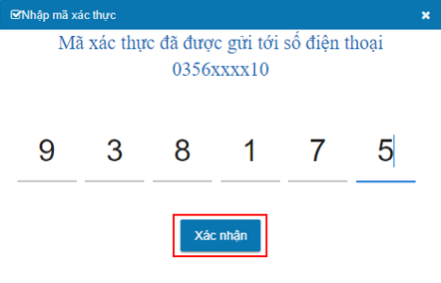 Nhập mã xác thực
Mã xác thực đã được gửi tới số điện thoại
0356xxxx10
9 3 8 1 7 5
Xác nhận